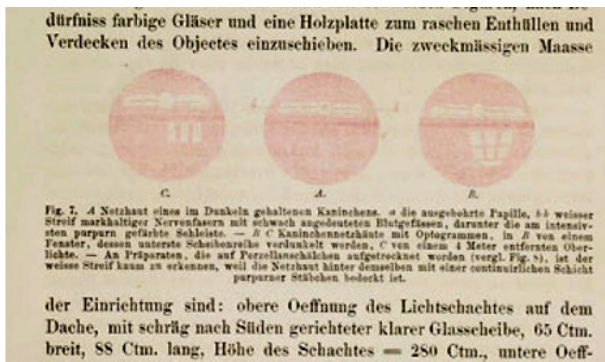 dürfniss farbige Gläser und eine Holzplatte zum raschen Enthüllen und
Verdecken des Objectes einzuschieben. Die zweckmässigen Maasse
C. A. B.
Fig. 7. A Netzhaut eines im Dunkeln gehaltenen Kaninchens. a die ausgebohrte Papille, bb weisser
Streif markhaltiger Nervenfasern mit schwach angedeuteten Blutgefässen, darunter die am intensiv-
sten purpurn gefärbte Sehleiste. — B C Kaninchennetzhäute mit Optogrammen, in B von einem
Fenster, dessen unterste Scheibenreihe verdunkelt worden, C von einem 4 Meter entfernten Ober-
lichte. — An Präparaten, die auf Porzellanschälchen aufgetrocknet worden (vergl. Fig. 8), ist der
weisse Streif kaum zu erkennen, weil die Netzhaut hinter demselben mit einer continuirlichen Schicht
purpurner Stäbchen bedeckt ist.
der Einrichtung sind: obere Oeffnung des Lichtschachtes auf dem
Dache, mit schräg nach Süden gerichteter klarer Glasscheibe, 65 Ctm.
breit, 88 Ctm. lang, Höhe des Schachtes = 280 Ctm., untere Oeff-